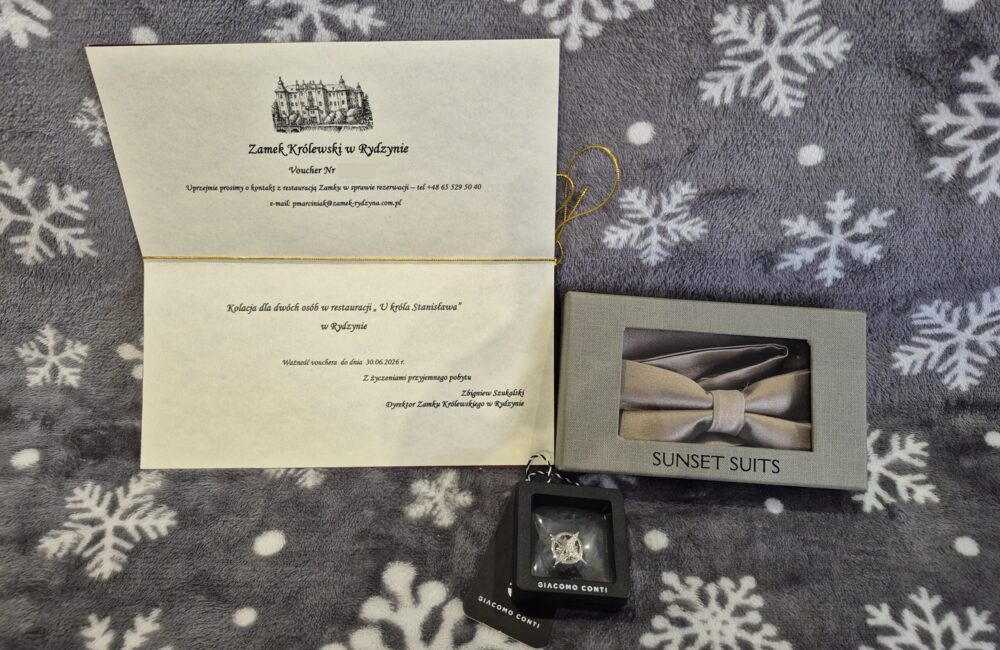 Zamek Królewski w Rydzynie
Voucher Nr
Uprzejmie prosimy o kontakt z restauracją Zamku w sprawie rezerwacji – tel +48 65 529 50 40
e-mail: pmarciniak@zamek-rydzyna.com.pl
Kolacja dla dwóch osób w restauracji „ U króla Stanisława”
w Rydzynie
Ważność vouchera do dnia 30.06.2026 r.
Z życzeniami przyjemnego pobytu
Zbigniew Szukalski
Dyrektor Zamku Królewskiego w Rydzynie
SUNSET SUITS
GIACOMO CONTI
GIACOMO CONTI